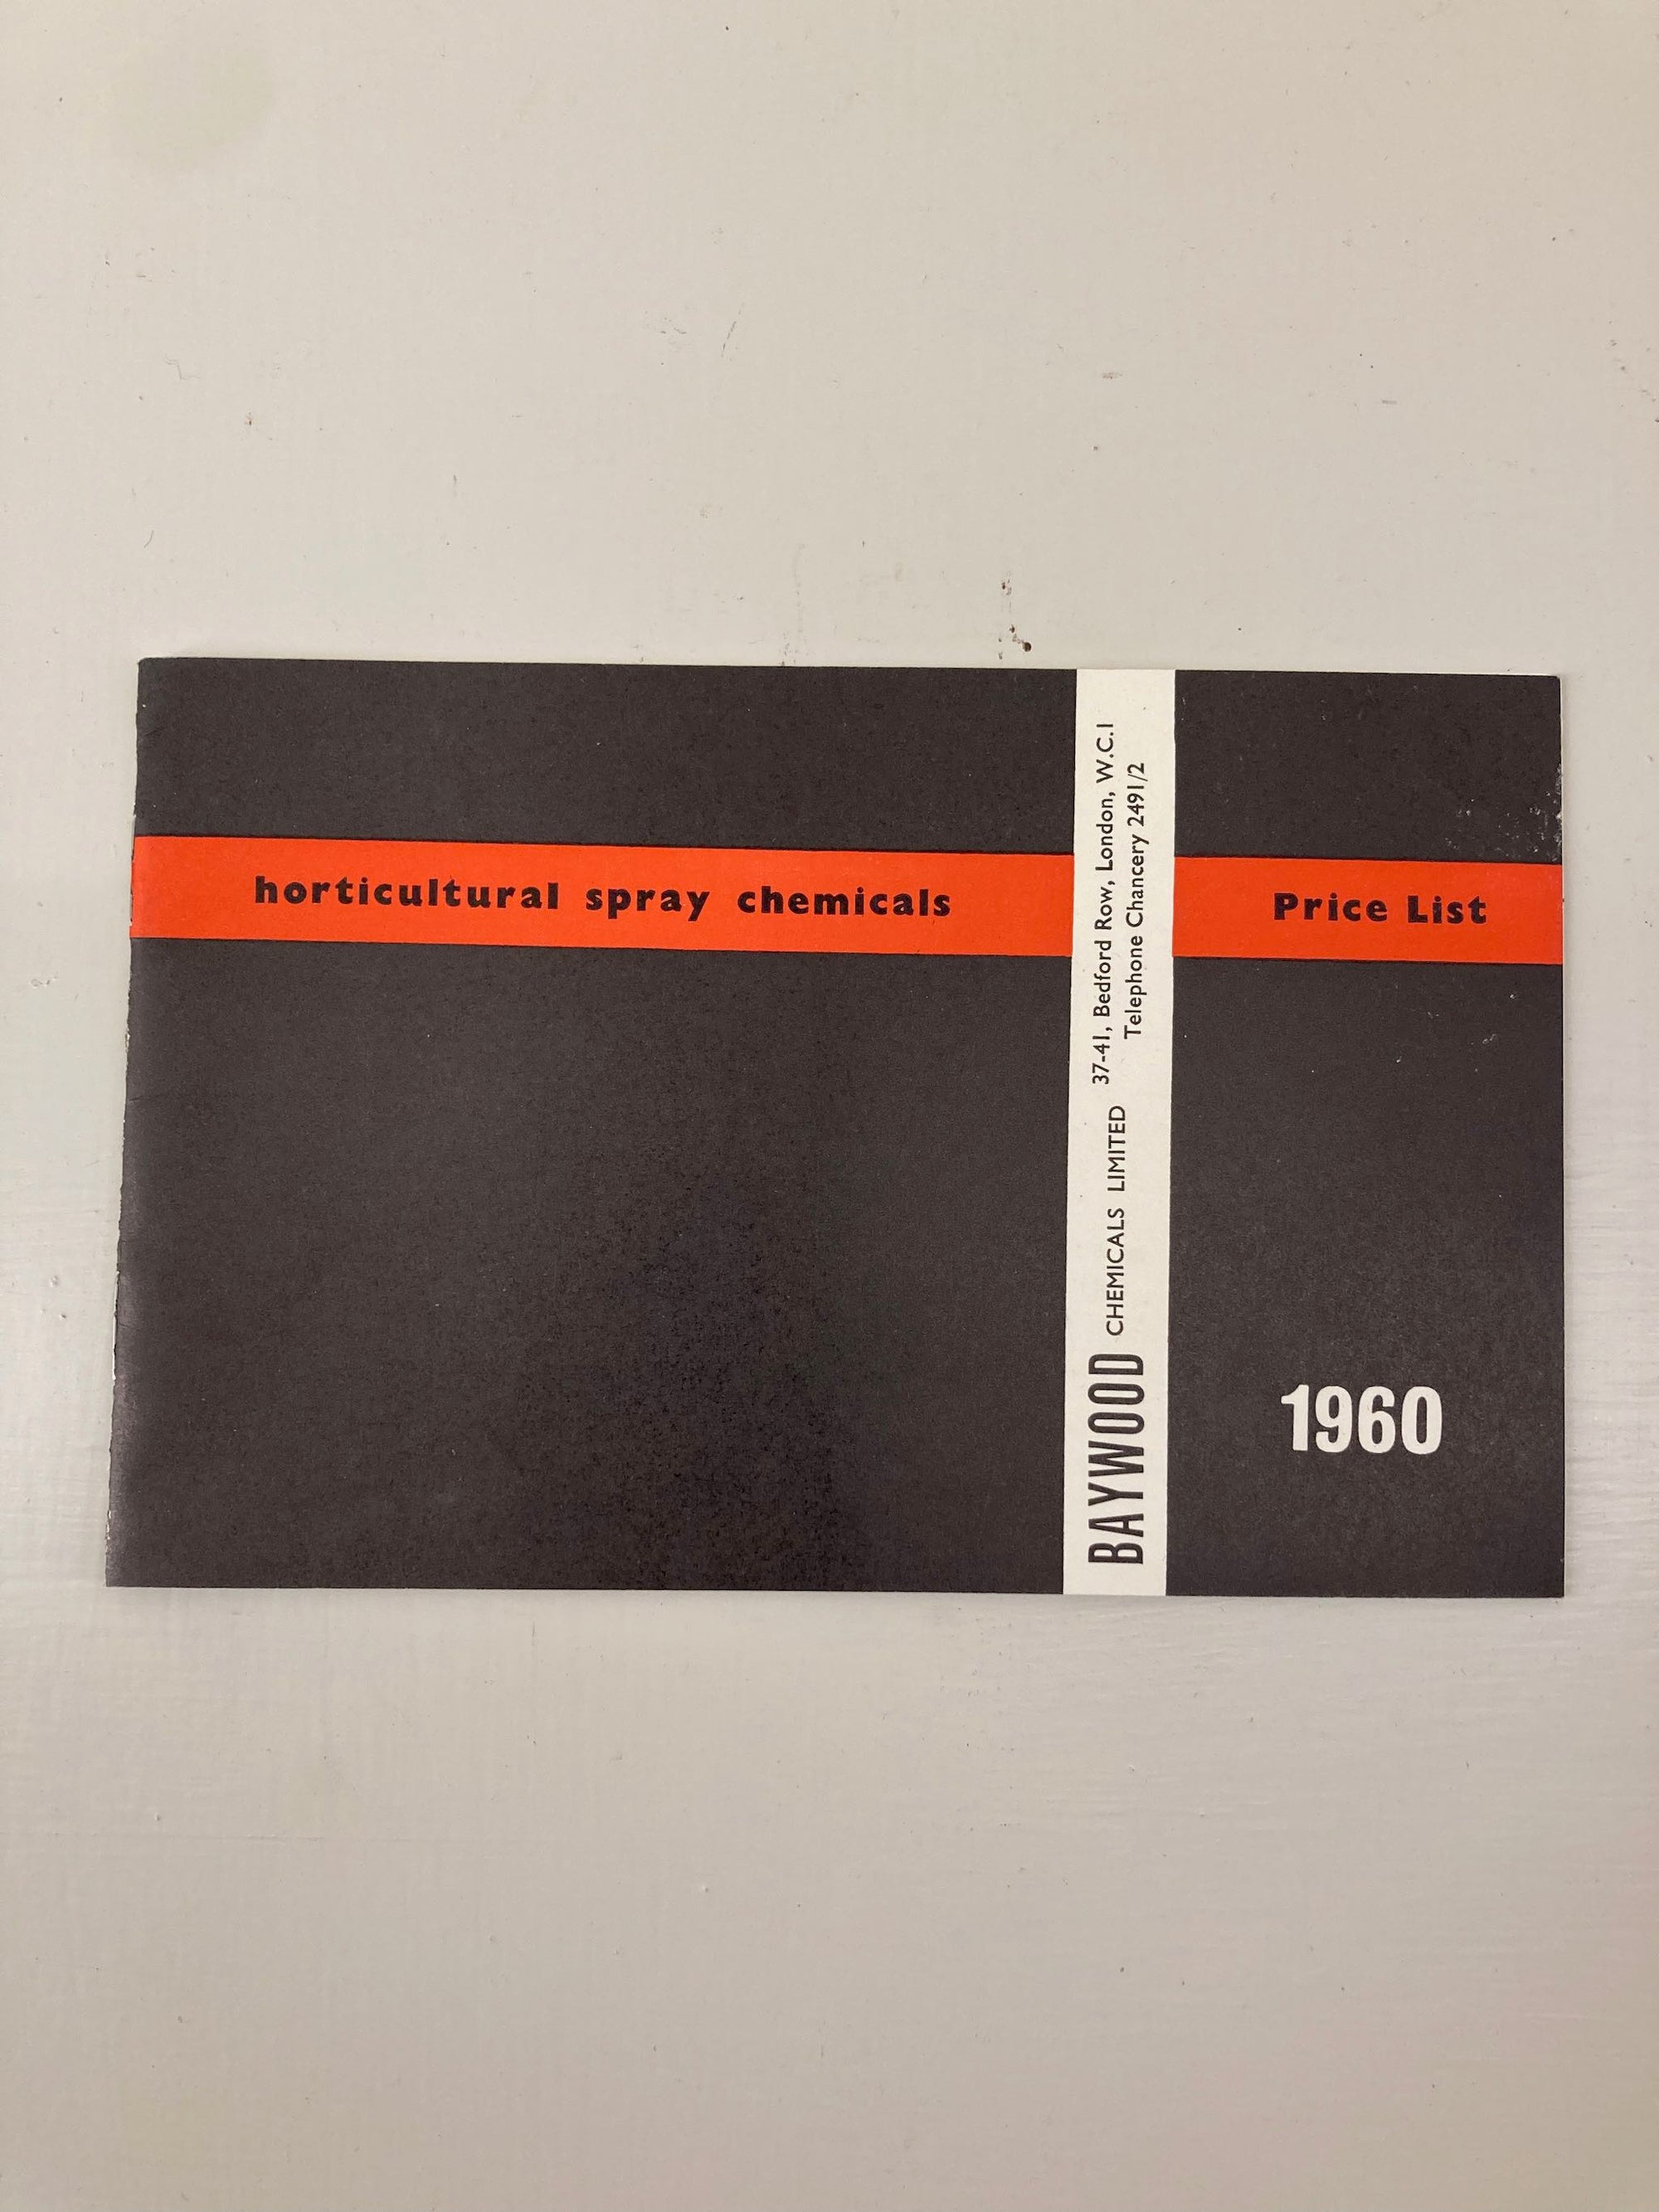 horticultural spray chemicals
Price List
BAYWOOD CHEMICALS LIMITED 37-41, Bedford Row, London, W.C.1
Telephone Chancery 2491/2
1960